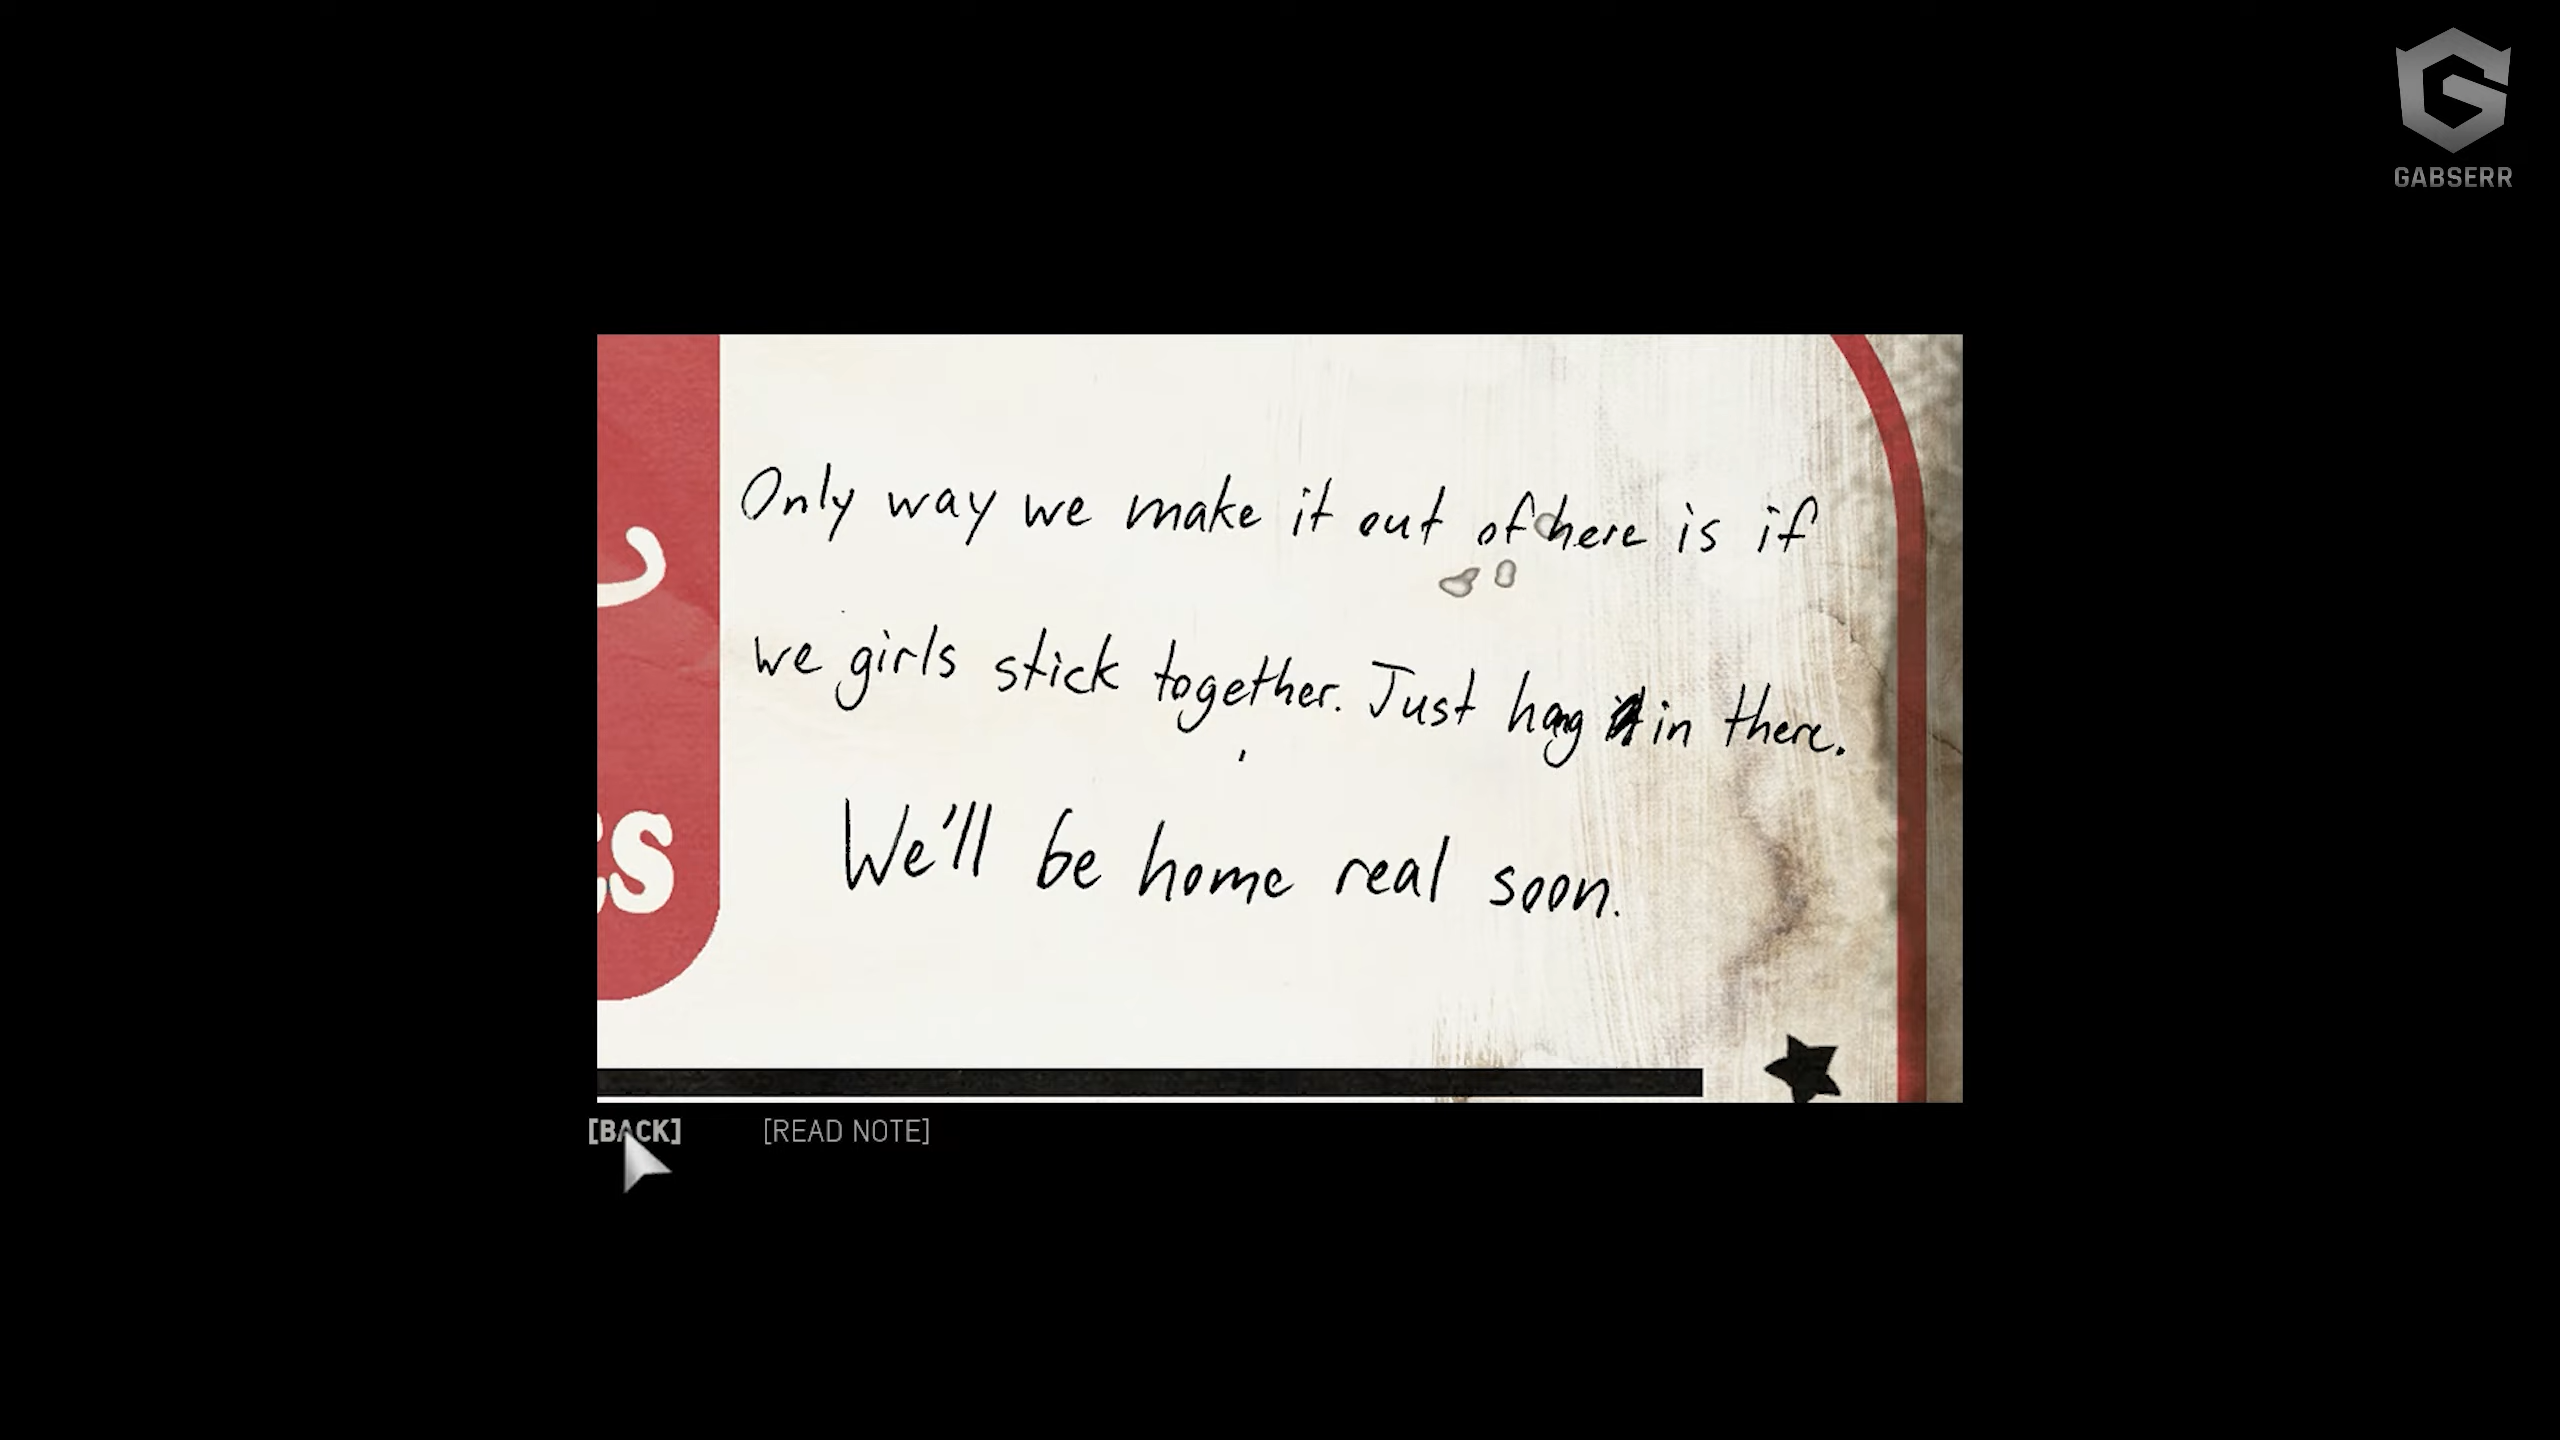 GABSERR
Only way we make it out of here is if
we girls stick together. Just hang in there.
We'll be home real soon.
[BACK] [READ NOTE]